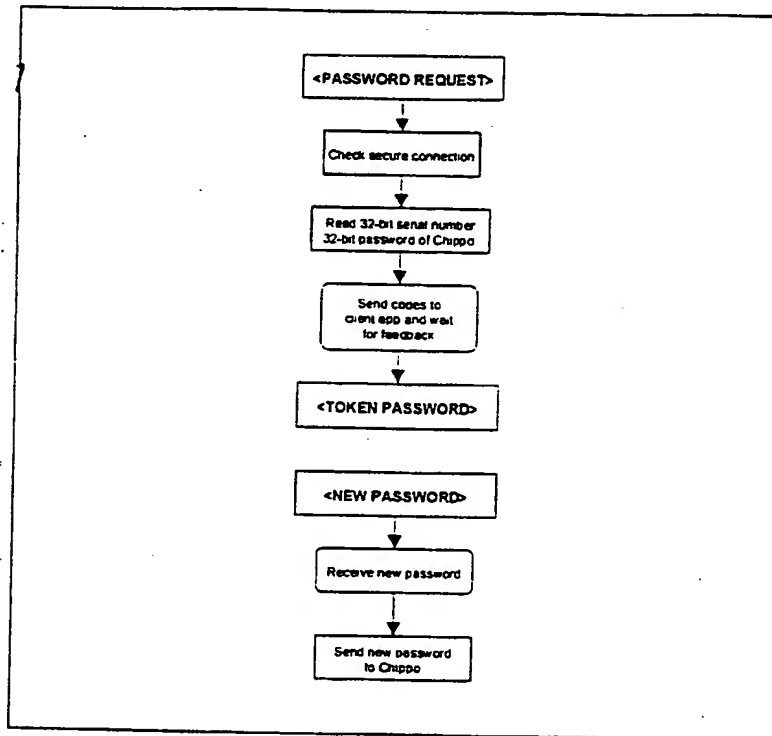 <PASSWORD REQUEST>
Check secure connection
Read 32-bit serial number
32-bit password of Chippo
Send codes to
client app and wait
for feedback
<TOKEN PASSWORD>
<NEW PASSWORD>
Receive new password
Send new password
to Chippo